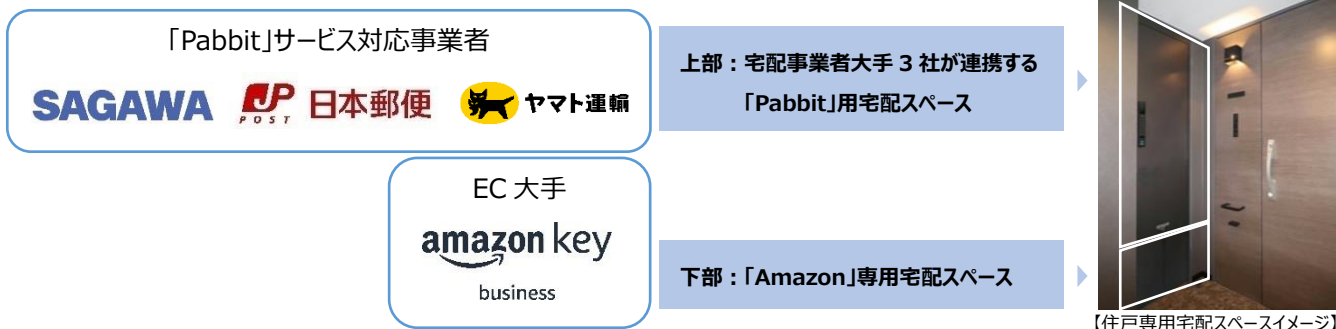 「Pabbit」サービス対応事業者
SAGAWA
JP
POST
日本郵便
ヤマト運輸
上部：宅配事業者大手 3 社が連携する
「Pabbit」用宅配スペース
EC 大手
amazon key
business
下部：「Amazon」専用宅配スペース
【住戸専用宅配スペースイメージ】